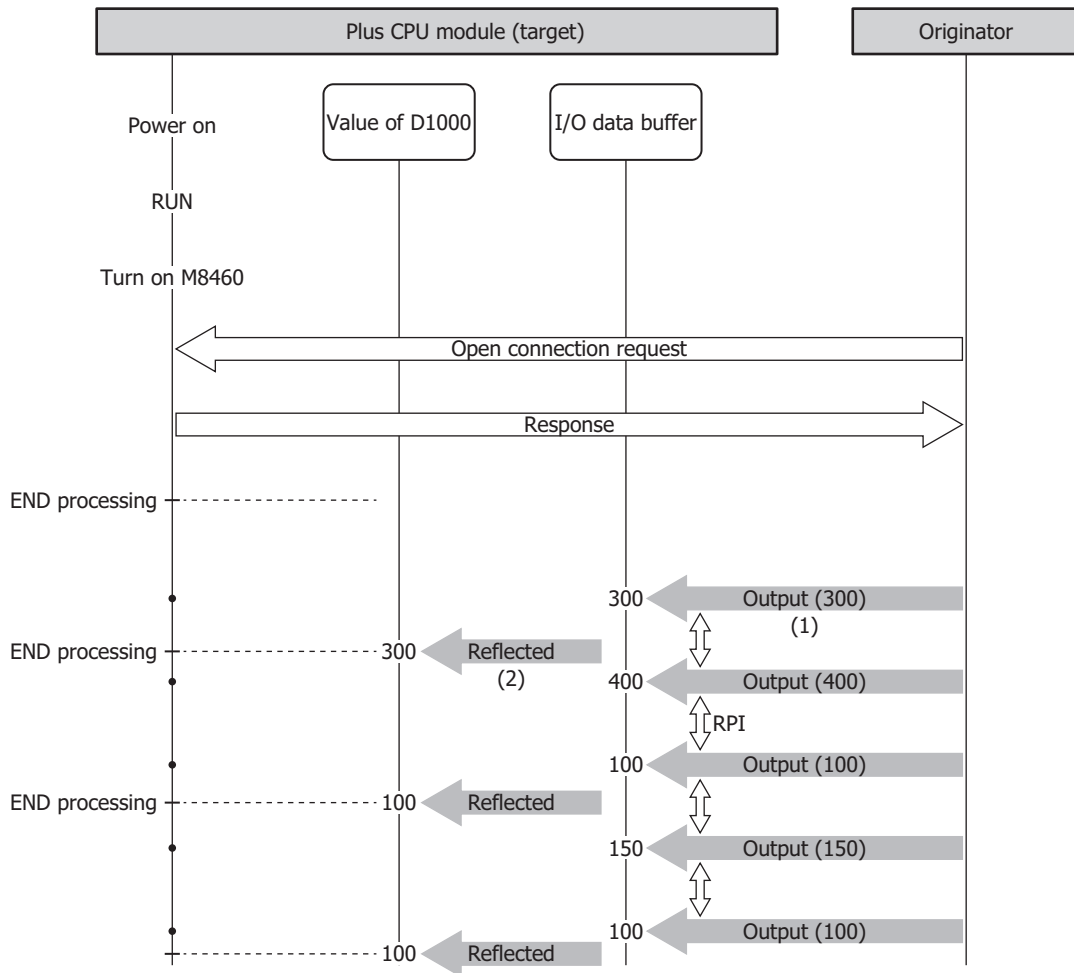 Plus CPU module (target) Originator
Value of D1000 I/O data buffer
Power on
RUN
Turn on M8460
Open connection request
Response
END processing
300 Output (300)
(1)
END processing 300 Reflected
(2)
400 Output (400)
RPI
100 Output (100)
END processing 100 Reflected
150 Output (150)
100 Output (100)
100 Reflected